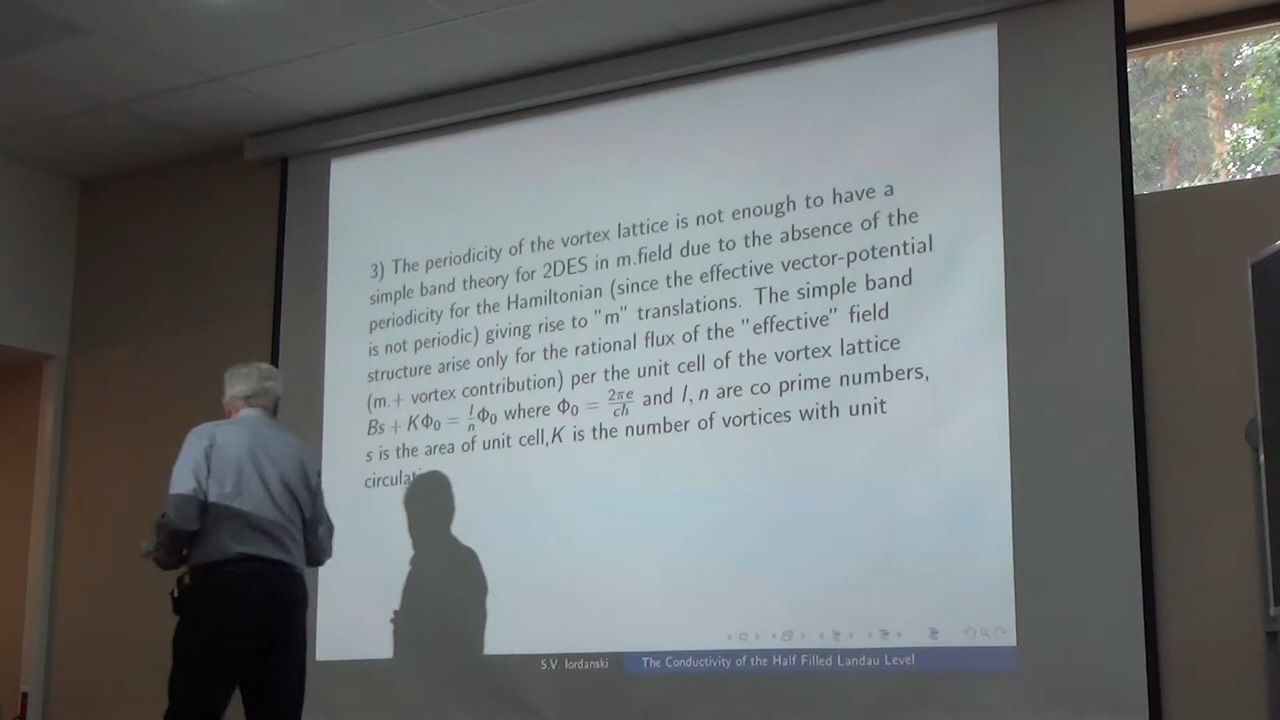 3) The periodicity of the vortex lattice is not enough to have a
simple band theory for 2DES in m.field due to the absence of the
periodicity for the Hamiltonian (since the effective vector-potential
is not periodic) giving rise to "m" translations. The simple band
structure arise only for the rational flux of the "effective" field
(m.+ vortex contribution) per the unit cell of the vortex lattice
Bs + KΦ₀ = l/n Φ₀ where Φ₀ = 2πe/ch and l, n are co prime numbers,
s is the area of unit cell,K is the number of vortices with unit
S.V. Iordanski The Conductivity of the Half Filled Landau Level